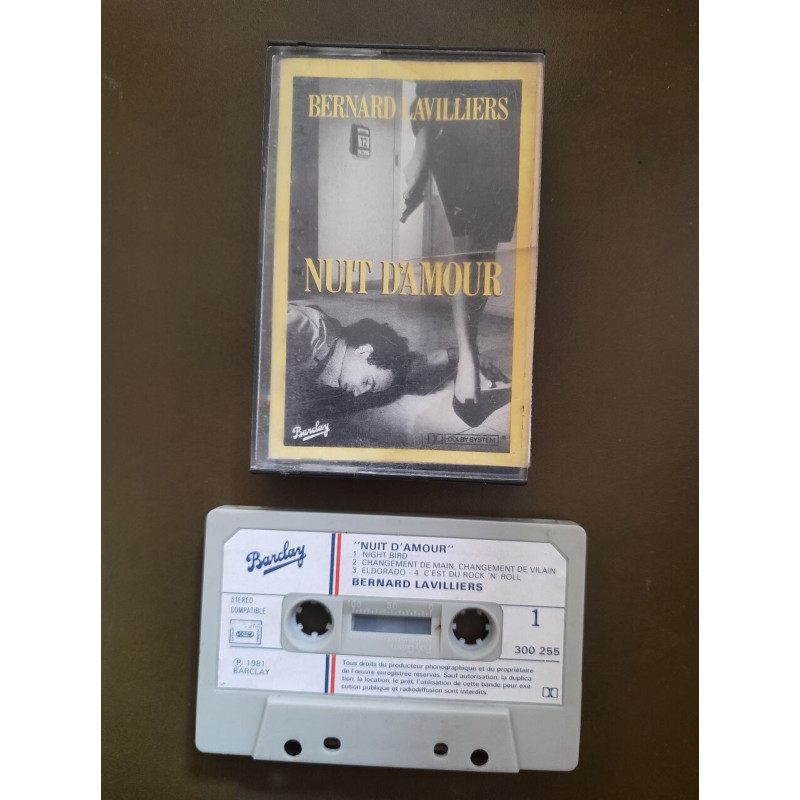 BERNARD LAVILLIERS
12
NUIT D'AMOUR
Barclay
DOLBY SYSTEM
Barclay
"NUIT D'AMOUR"
1. NIGHT BIRD
2. CHANGEMENT DE MAIN, CHANGEMENT DE VILAIN
3. ELDORADO - 4. C'EST DU ROCK 'N' ROLL
BERNARD LAVILLIERS
STEREO
COMPATIBLE
1
300 255
Ⓟ 1981
BARCLAY
Tous droits du producteur phonographique et du propriétaire
de l'œuvre enregistrée réservés. Sauf autorisation, la duplica-
tion, la location, le prêt, l'utilisation de cette bande pour exé-
cution publique et radiodiffusion sont interdits.